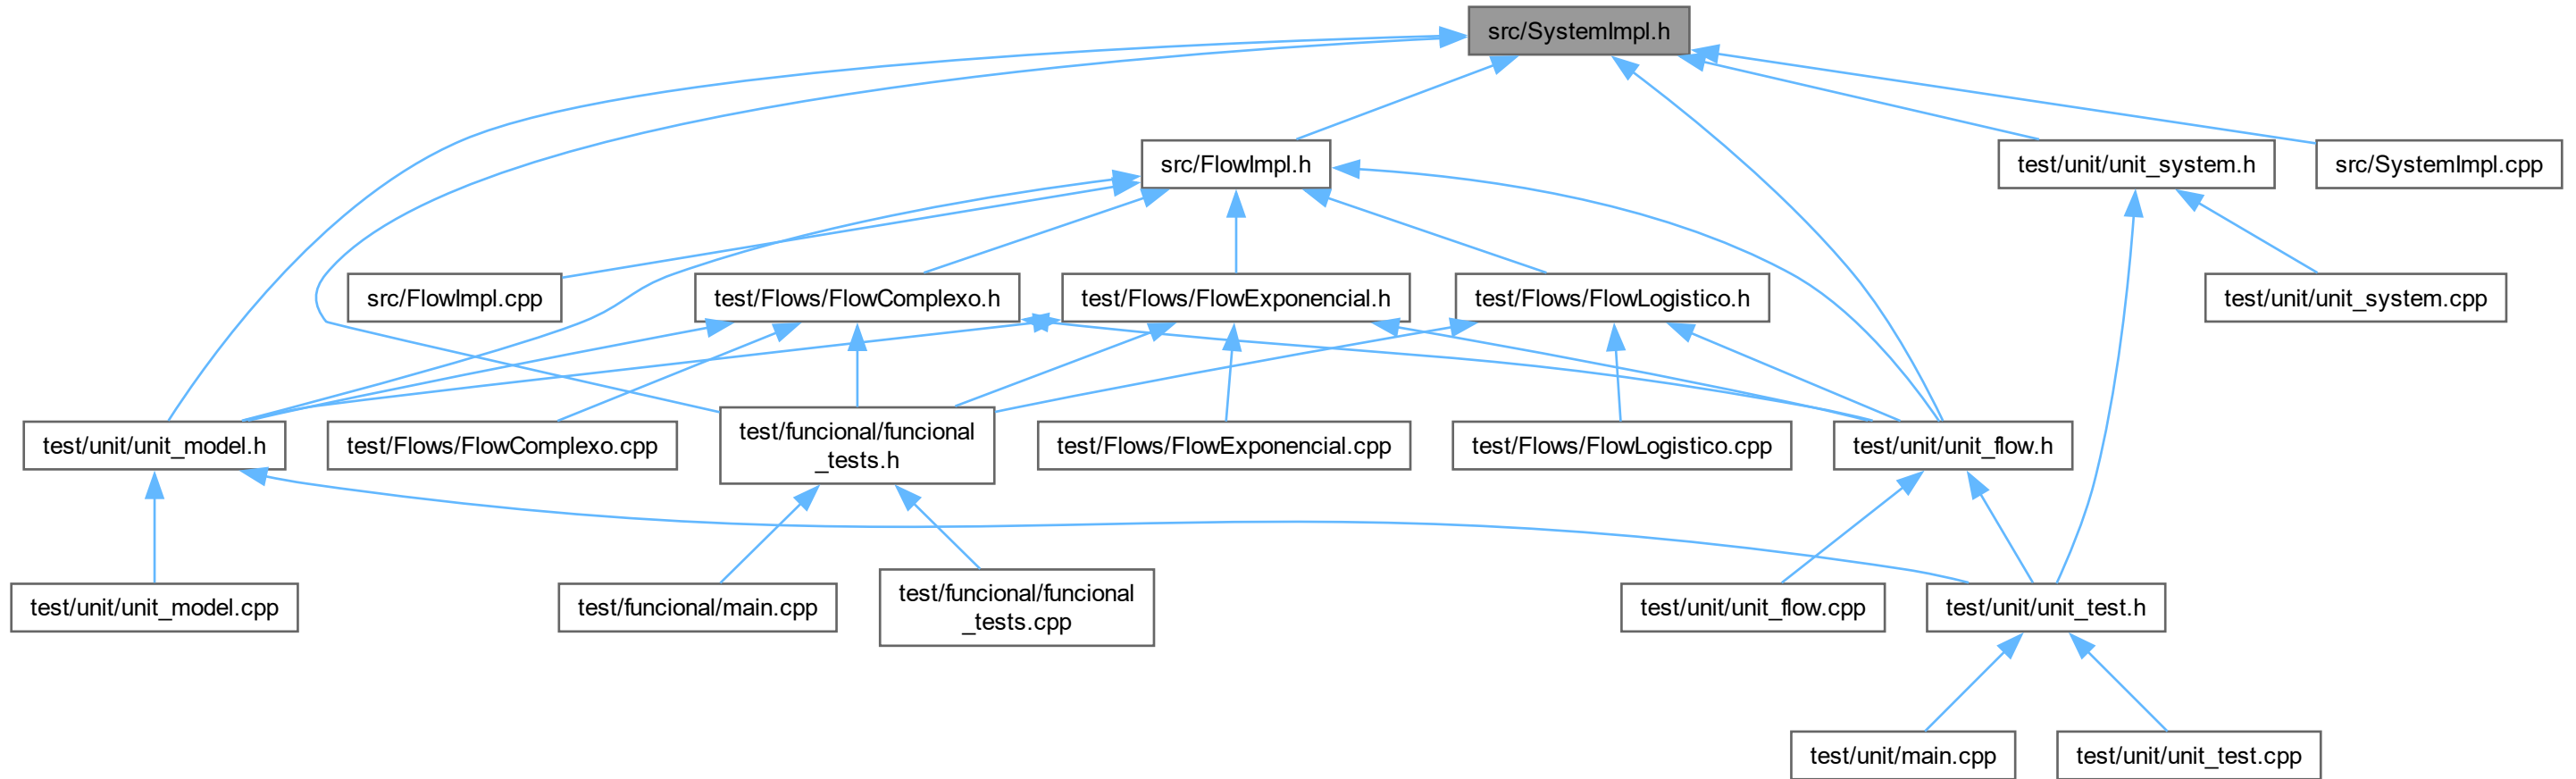 src/SystemImpl.h
src/FlowImpl.h
test/unit/unit_system.h
src/SystemImpl.cpp
src/FlowImpl.cpp
test/Flows/FlowComplexo.h
test/Flows/FlowExponencial.h
test/Flows/FlowLogistico.h
test/unit/unit_system.cpp
test/unit/unit_model.h
test/Flows/FlowComplexo.cpp
test/funcional/funcional
_tests.h
test/Flows/FlowExponencial.cpp
test/Flows/FlowLogistico.cpp
test/unit/unit_flow.h
test/unit/unit_model.cpp
test/funcional/main.cpp
test/funcional/funcional
_tests.cpp
test/unit/unit_flow.cpp
test/unit/unit_test.h
test/unit/main.cpp
test/unit/unit_test.cpp